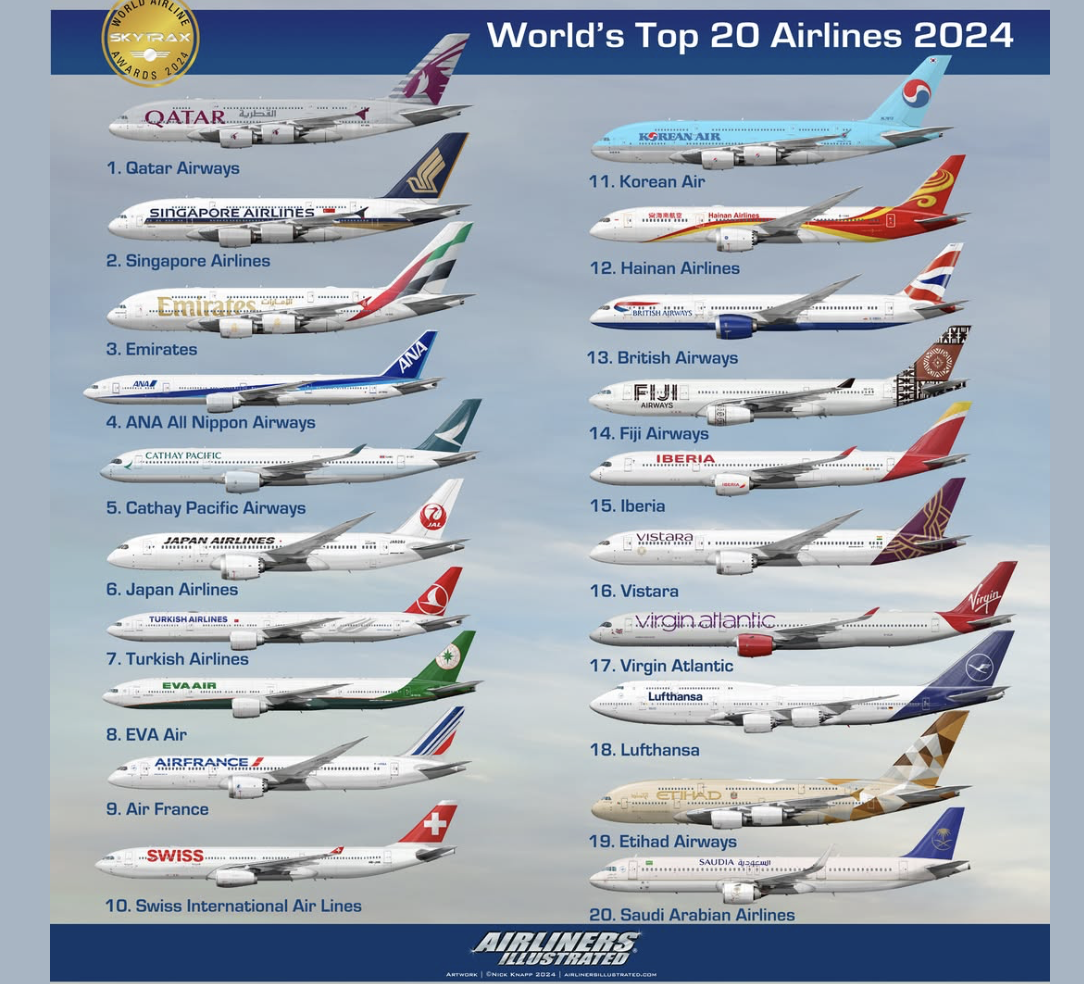 WORLD AIRLINE
SKYTRAX
AWARDS 2024
World's Top 20 Airlines 2024
QATAR القطرية
1. Qatar Airways
SINGAPORE AIRLINES
2. Singapore Airlines
Emirates
3. Emirates
ANA
ANA
4. ANA All Nippon Airways
CATHAY PACIFIC
5. Cathay Pacific Airways
JAL
JAPAN AIRLINES
6. Japan Airlines
TURKISH AIRLINES
7. Turkish Airlines
EVA AIR
8. EVA Air
AIRFRANCE
9. Air France
SWISS
10. Swiss International Air Lines
KOREAN AIR
11. Korean Air
海南航空 Hainan Airlines
12. Hainan Airlines
BRITISH AIRWAYS
13. British Airways
FIJI
AIRWAYS
14. Fiji Airways
IBERIA
IBERIA
15. Iberia
VISTARA
16. Vistara
Virgin
virgin atlantic
17. Virgin Atlantic
Lufthansa
18. Lufthansa
ETIHAD
19. Etihad Airways
SAUDIA السعودية
20. Saudi Arabian Airlines
AIRLINERS
ILLUSTRATED
ARTWORK | ©NICK KNAPP 2024 | AIRLINERSILLUSTRATED.COM